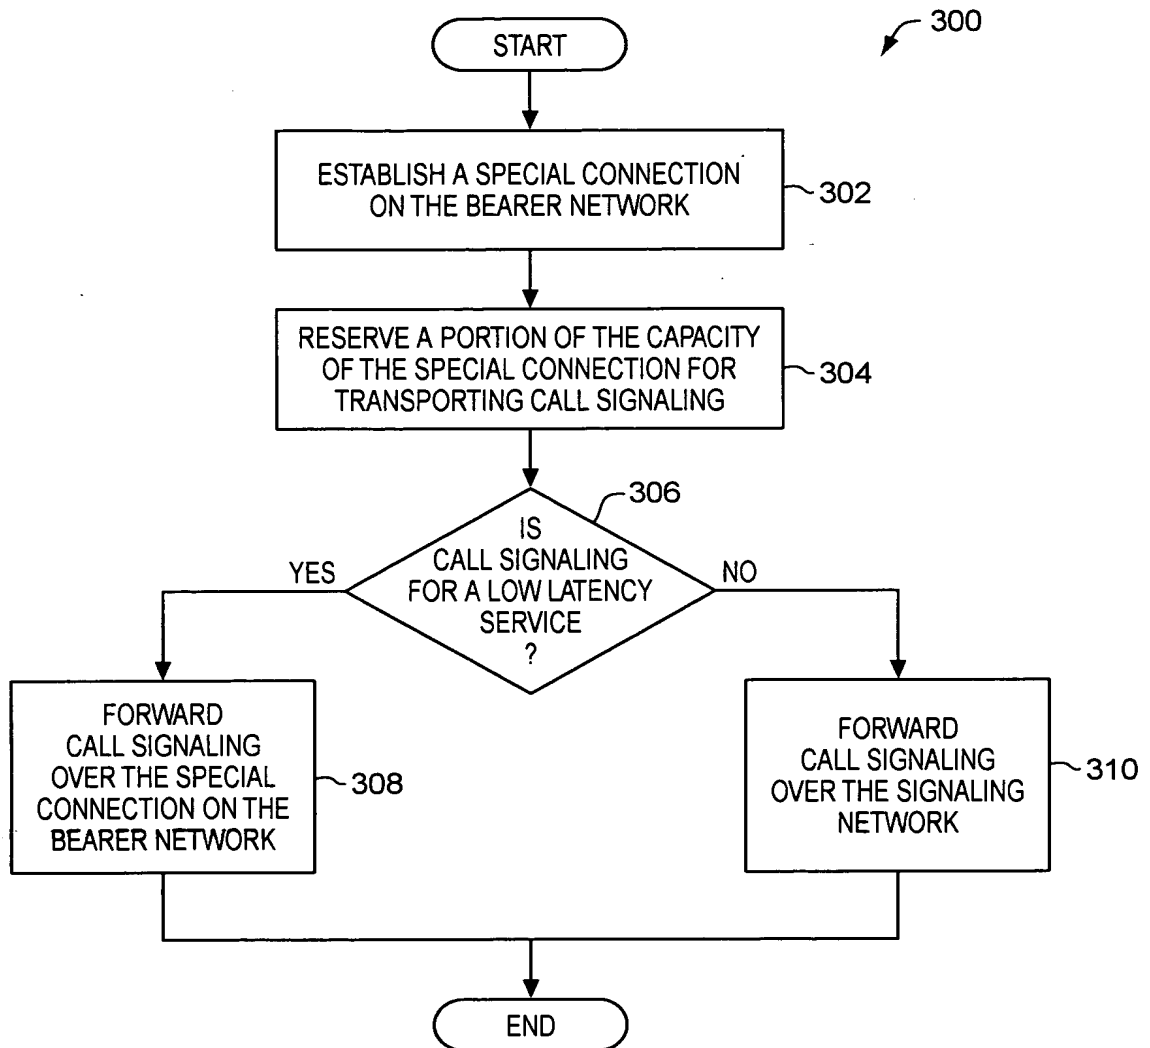 300
START
ESTABLISH A SPECIAL CONNECTION
ON THE BEARER NETWORK
302
RESERVE A PORTION OF THE CAPACITY
OF THE SPECIAL CONNECTION FOR
TRANSPORTING CALL SIGNALING
304
306
IS
CALL SIGNALING
FOR A LOW LATENCY
SERVICE
?
YES
NO
FORWARD
CALL SIGNALING
OVER THE SPECIAL
CONNECTION ON THE
BEARER NETWORK
308
FORWARD
CALL SIGNALING
OVER THE SIGNALING
NETWORK
310
END